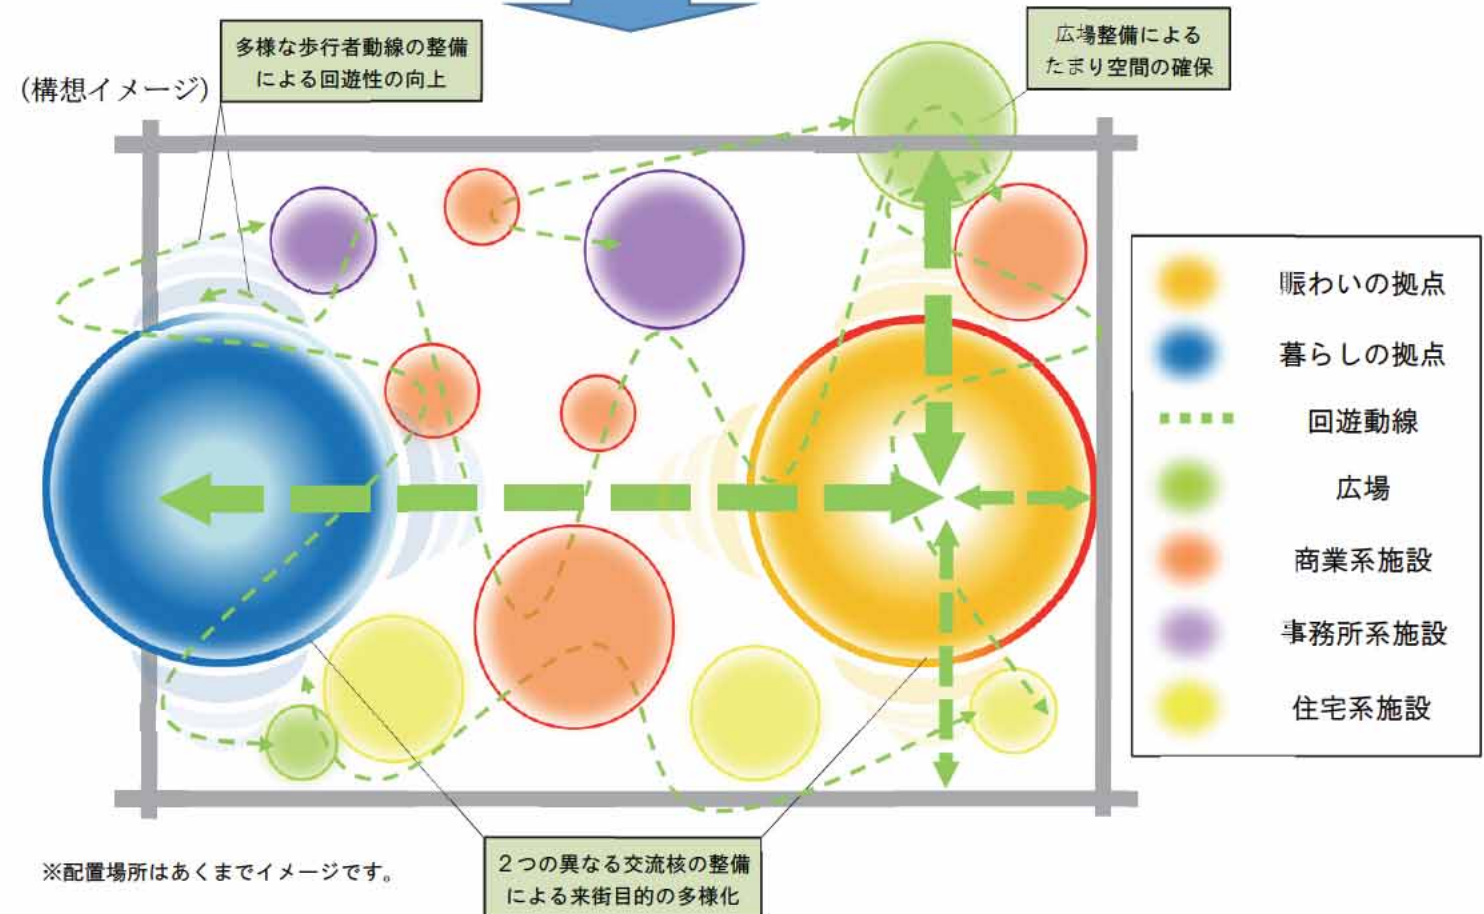 多様な歩行者動線の整備
による回遊性の向上
広場整備による
たまり空間の確保
(構想イメージ)
賑わいの拠点
暮らしの拠点
回遊動線
広場
商業系施設
事務所系施設
住宅系施設
2つの異なる交流核の整備
による来街目的の多様化
※配置場所はあくまでイメージです。